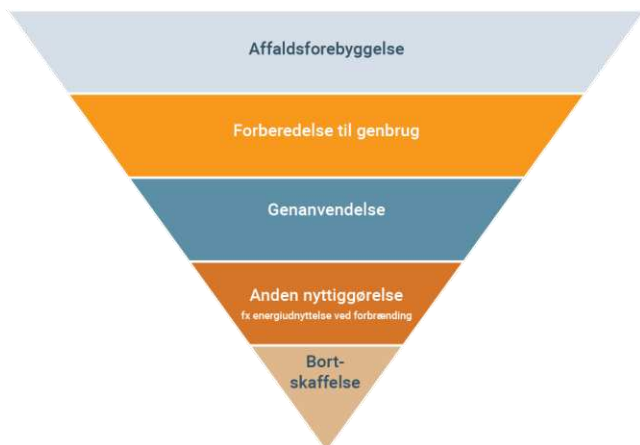 Affaldsforebyggelse
Forberedelse til genbrug
Genanvendelse
Anden nyttiggørelse
fx energiudnyttelse ved forbrænding
Bort-
skaffelse